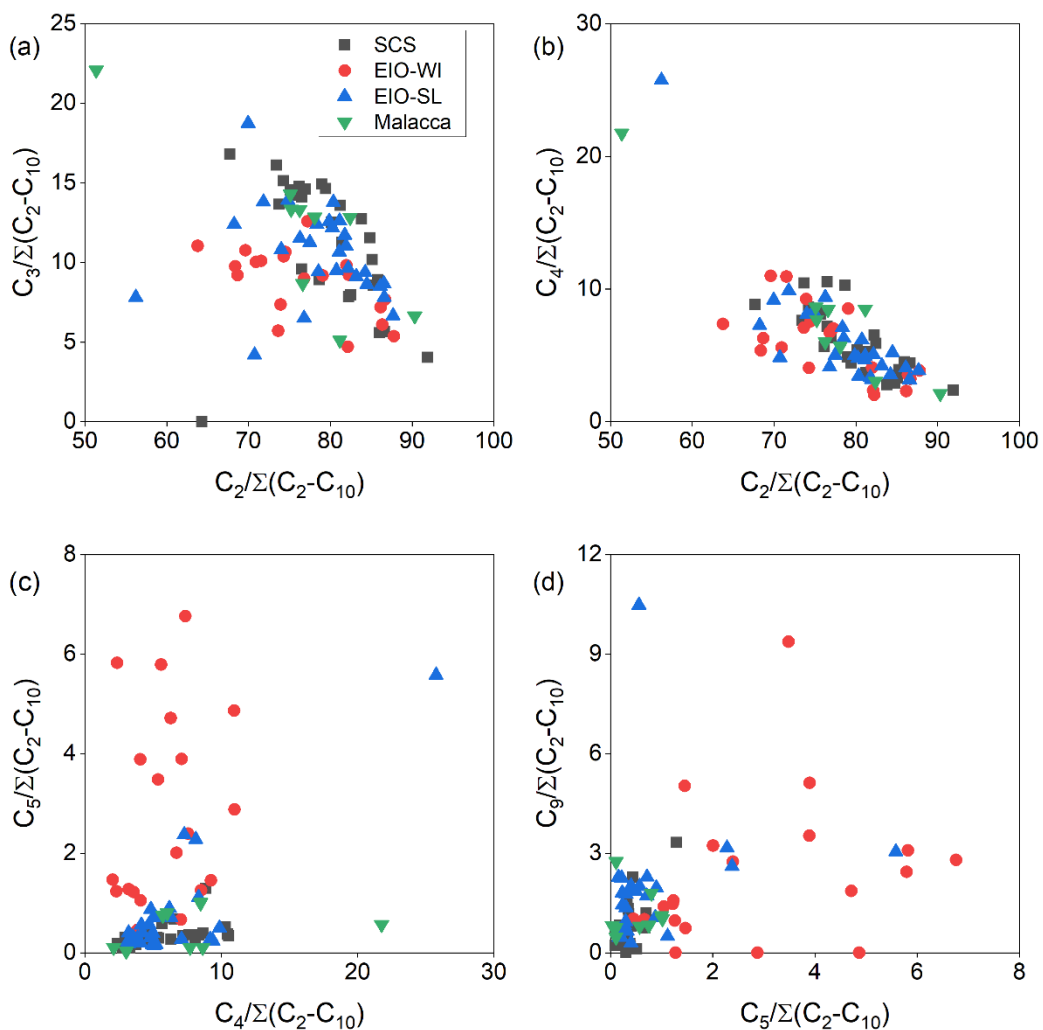 (a)
25
20
15
10
5
0
50 60 70 80 90 100
C₃/Σ(C₂-C₁₀)
C₂/Σ(C₂-C₁₀)
SCS
EIO-WI
EIO-SL
Malacca
(b)
30
20
10
0
50 60 70 80 90 100
C₄/Σ(C₂-C₁₀)
C₂/Σ(C₂-C₁₀)
(c)
8
6
4
2
0
0 10 20 30
C₅/Σ(C₂-C₁₀)
C₄/Σ(C₂-C₁₀)
(d)
12
9
6
3
0
0 2 4 6 8
C₉/Σ(C₂-C₁₀)
C₅/Σ(C₂-C₁₀)